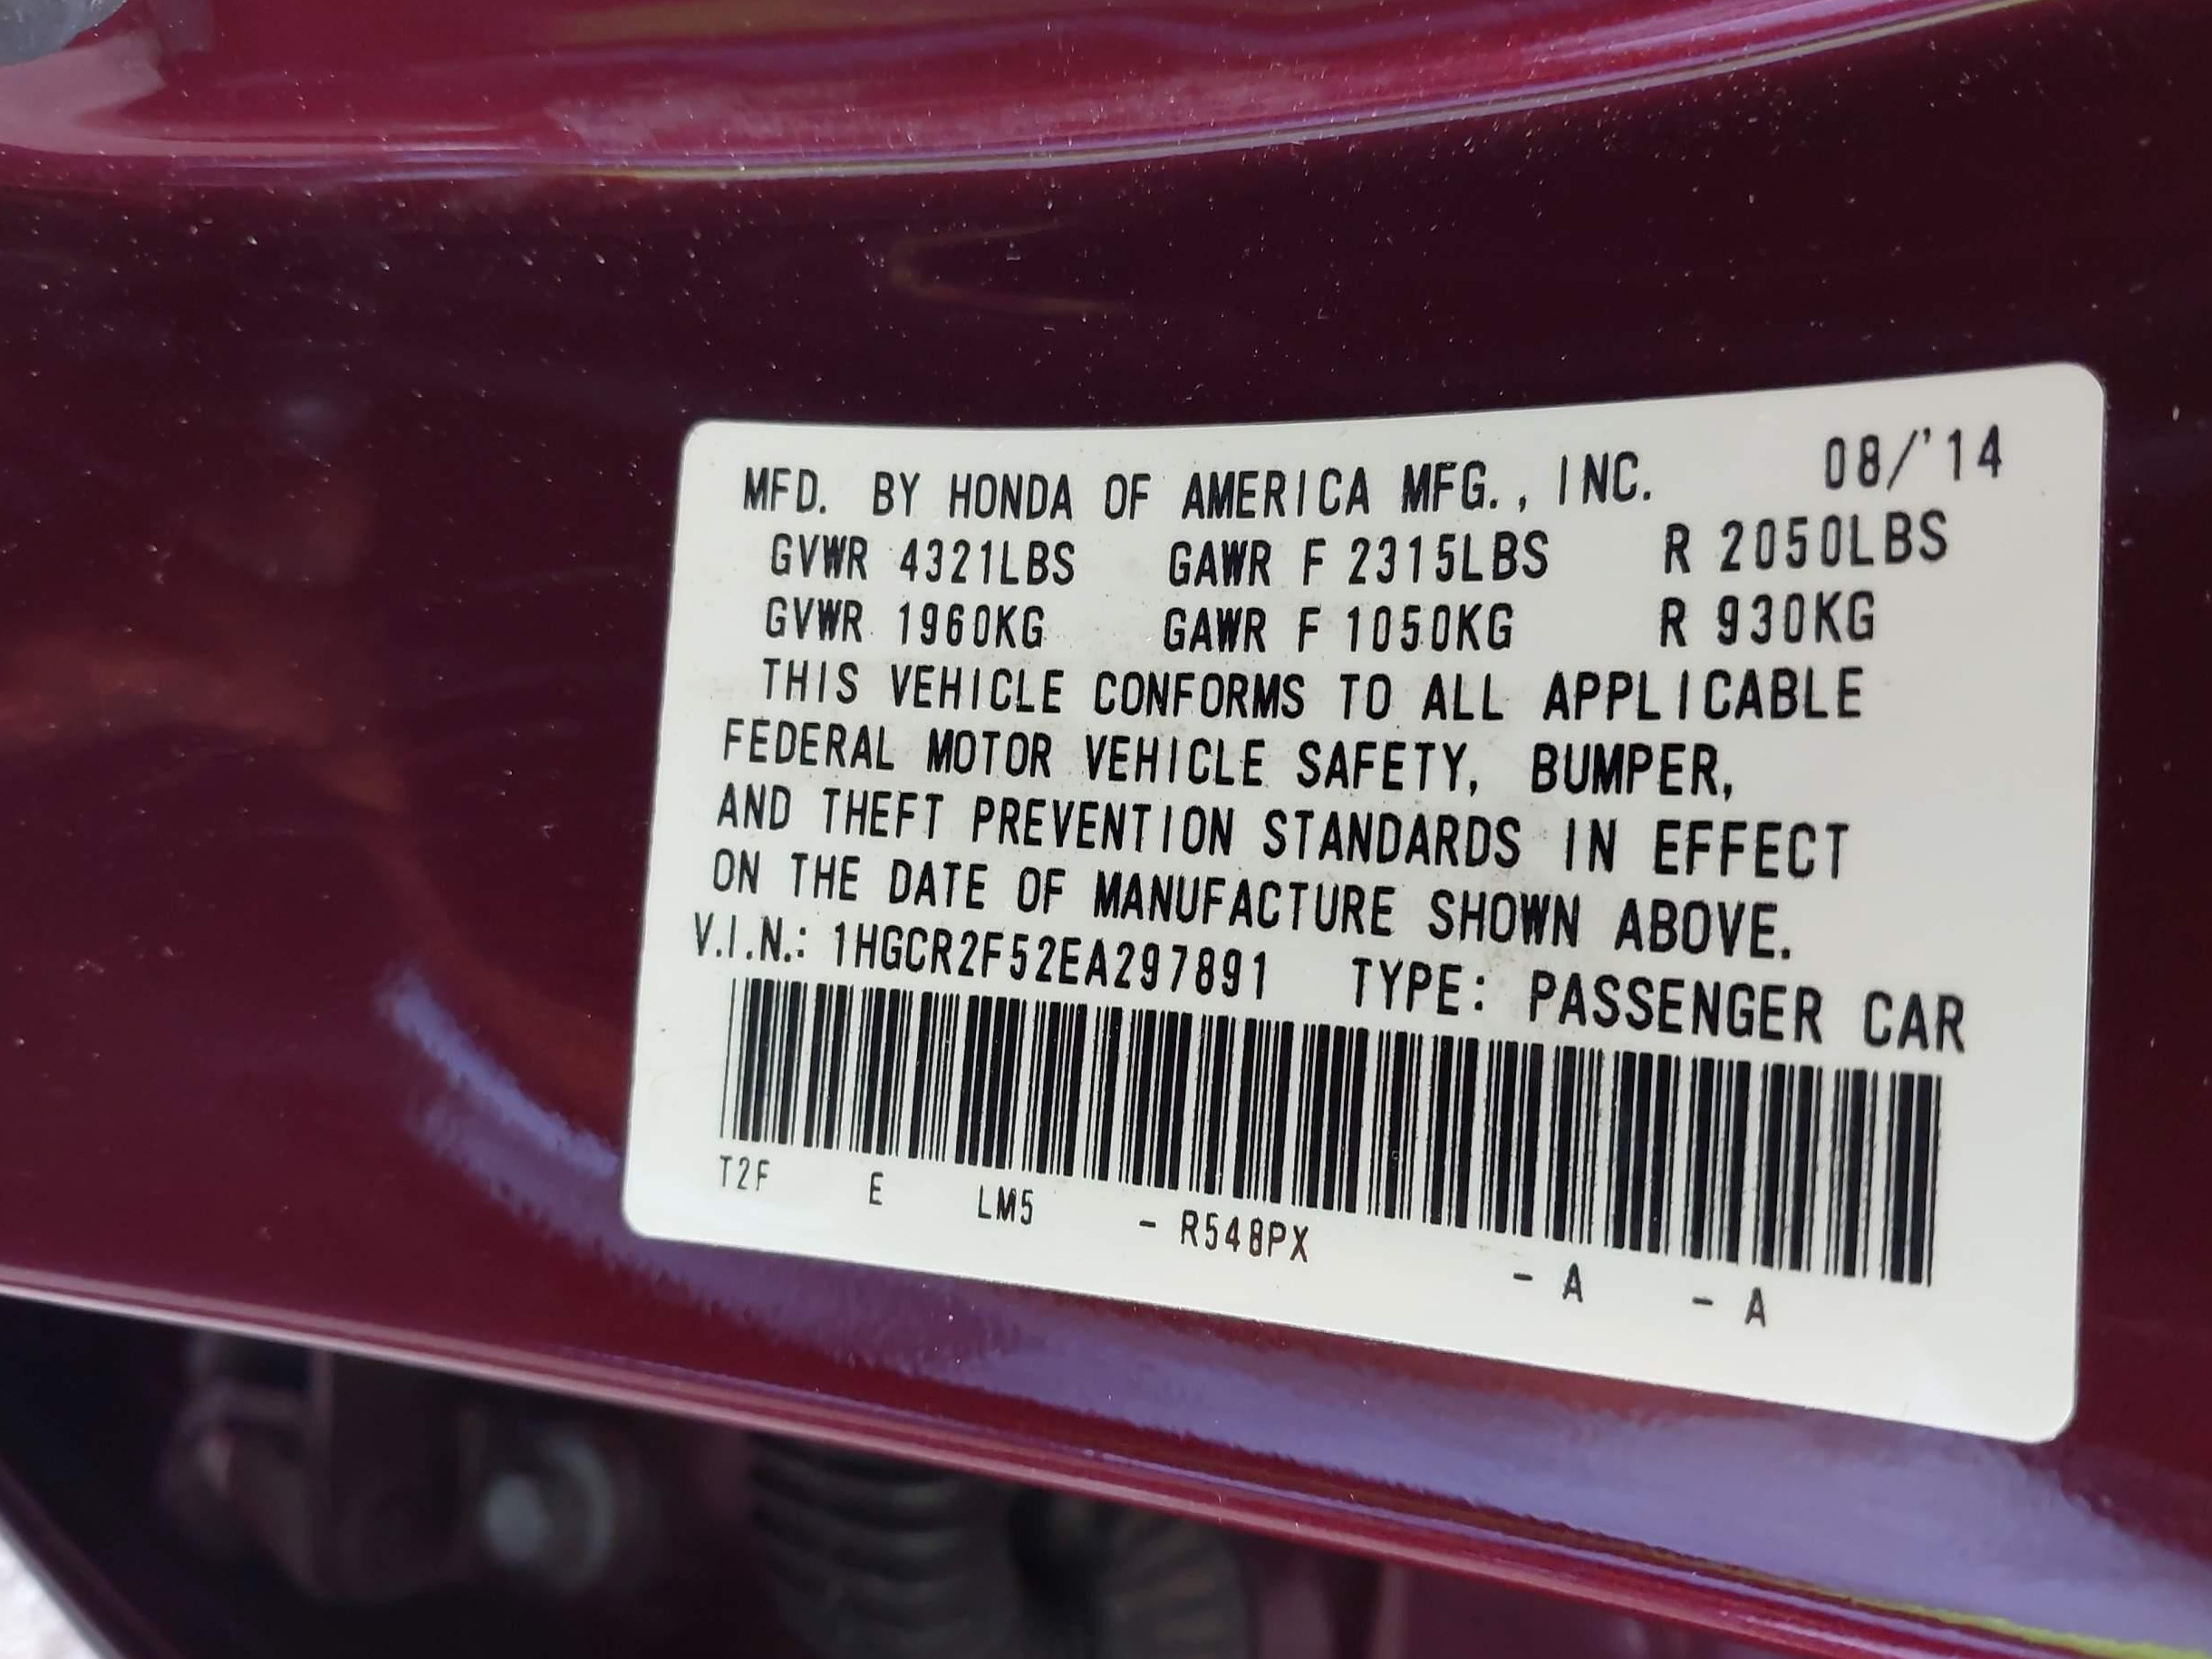 MFD. BY HONDA OF AMERICA MFG., INC. 08/'14
GVWR 4321LBS GAWR F 2315LBS R 2050LBS
GVWR 1960KG GAWR F 1050KG R 930KG
THIS VEHICLE CONFORMS TO ALL APPLICABLE
FEDERAL MOTOR VEHICLE SAFETY, BUMPER,
AND THEFT PREVENTION STANDARDS IN EFFECT
ON THE DATE OF MANUFACTURE SHOWN ABOVE.
V.I.N.: 1HGCR2F52EA297891 TYPE: PASSENGER CAR
T2F E LM5 - R548PX - A - A